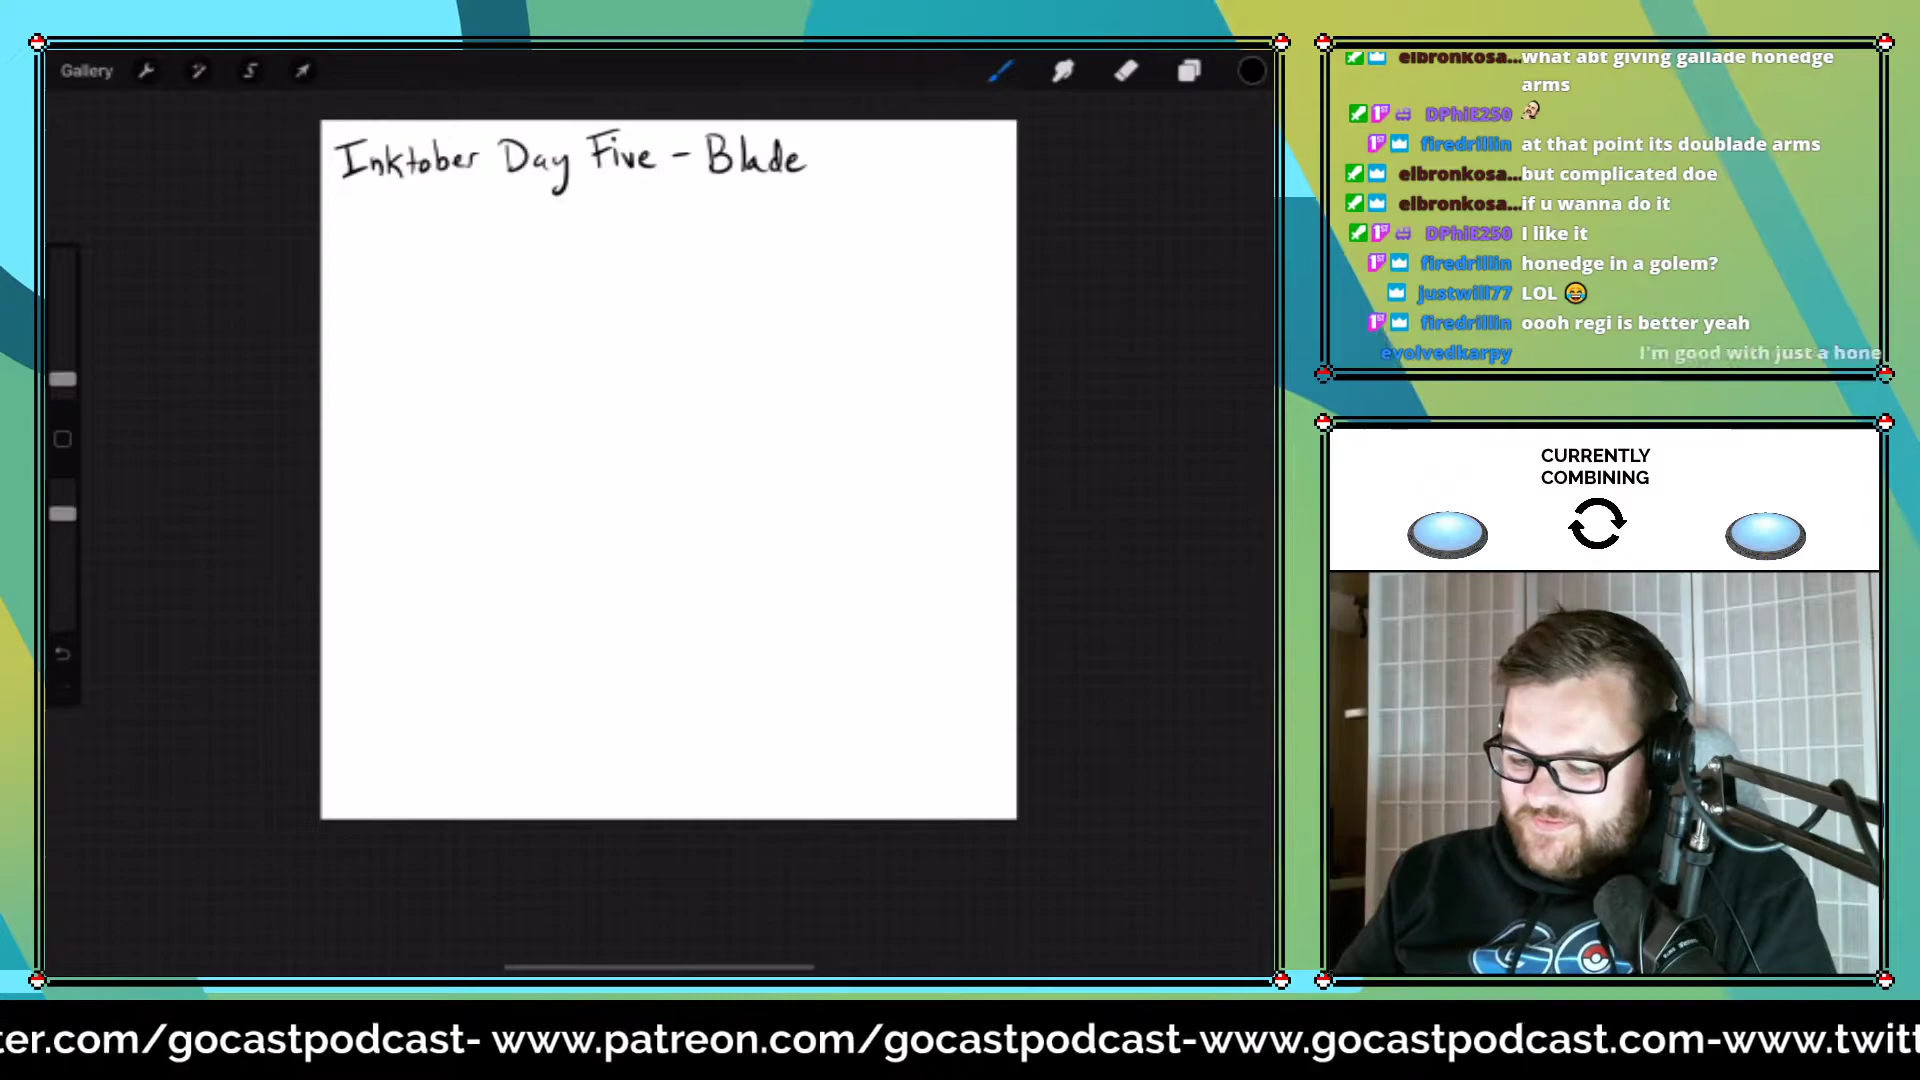 Gallery
Inktober Day Five - Blade
elbronkosa...what abt giving gallade honedge
arms
DPhiE250
firedrillin at that point its doublade arms
elbronkosa...but complicated doe
elbronkosa...if u wanna do it
DPhiE250 I like it
firedrillin honedge in a golem?
justwill77 LOL 😂
firedrillin oooh regi is better yeah
evolvedkarpy I'm good with just a hone
CURRENTLY
COMBINING
GO
ter.com/gocastpodcast- www.patreon.com/gocastpodcast-www.gocastpodcast.com-www.twitt